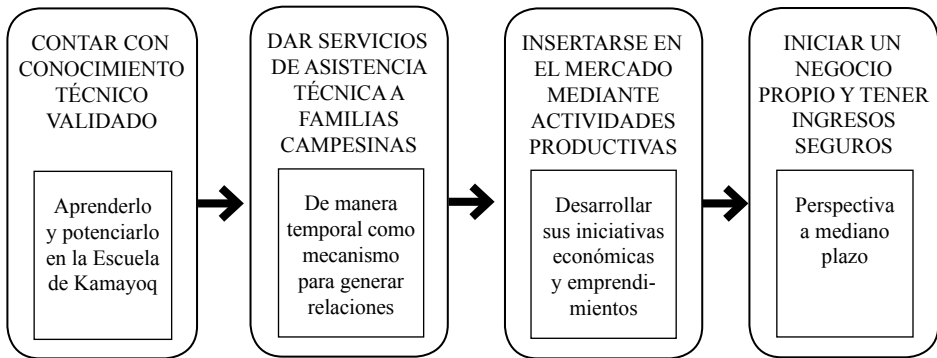 CONTAR CON
CONOCIMIENTO
TÉCNICO
VALIDADO
Aprenderlo
y potenciarlo
en la Escuela
de Kamayoq
DAR SERVICIOS
DE ASISTENCIA
TÉCNICA A
FAMILIAS
CAMPESINAS
De manera
temporal como
mecanismo
para generar
relaciones
INSERTARSE EN
EL MERCADO
MEDIANTE
ACTIVIDADES
PRODUCTIVAS
Desarrollar
sus iniciativas
económicas
y emprendi-
mientos
INICIAR UN
NEGOCIO
PROPIO Y TENER
INGRESOS
SEGUROS
Perspectiva
a mediano
plazo